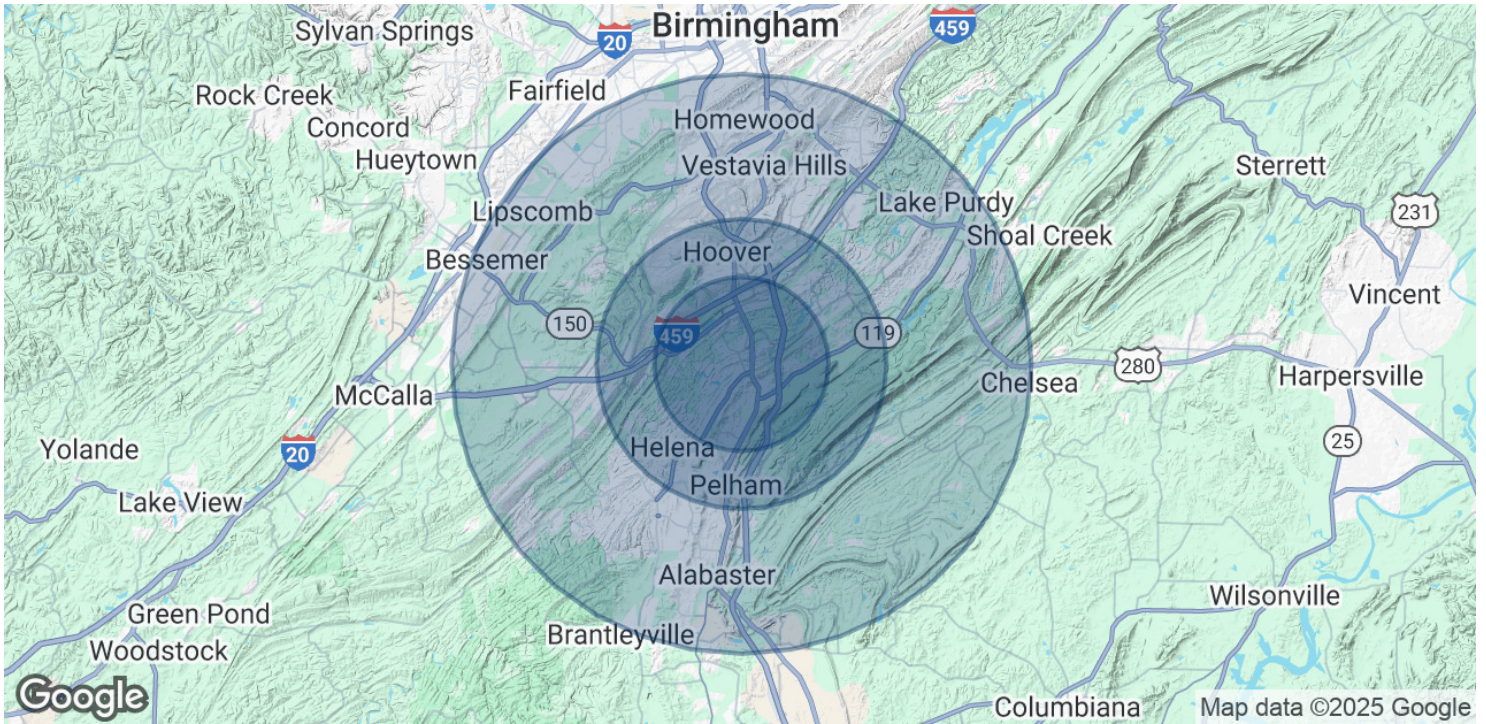 Birmingham
Sylvan Springs
20
459
Rock Creek
Fairfield
Concord
Homewood
Hueytown
Vestavia Hills
Sterrett
Lipscomb
Lake Purdy
231
Shoal Creek
Hoover
Bessemer
Vincent
150
459
119
280
Chelsea
Harpersville
McCalla
Yolande
20
Helena
25
Pelham
Lake View
Alabaster
Wilsonville
Green Pond
Brantleyville
Woodstock
Google
Columbiana
Map data ©2025 Google